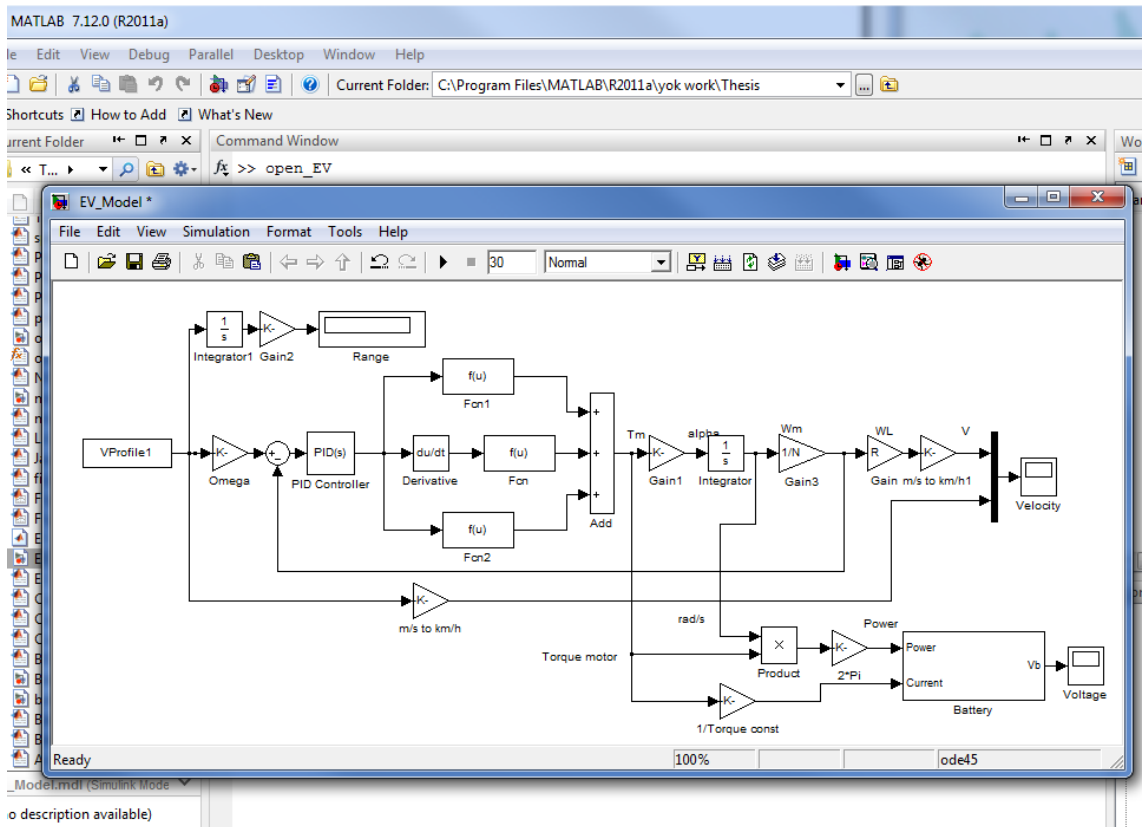 MATLAB 7.12.0 (R2011a)
Edit View Debug Parallel Desktop Window Help
Current Folder: C:\Program Files\MATLAB\R2011a\yok work\Thesis
Shortcuts How to Add What's New
urrent Folder
Command Window
Wo
« T...
fx >> open_EV
EV_Model *
File Edit View Simulation Format Tools Help
30 Normal
1
s
K-
Integrator1 Gain2
Range
f(u)
Fcn1
VProfile1
K-
Omega
+
-
PID(s)
PID Controller
du/dt
Derivative
f(u)
Fcn
f(u)
Fcn2
+
+
+
Add
Tm
K-
Gain1
alpha
1
s
Integrator
Wm
1/N
Gain3
WL
R
Gain
K-
m/s to km/h1
V
Velocity
K-
m/s to km/h
rad/s
Torque motor
×
Product
Power
K-
2*Pi
K-
1/Torque const
Power
Current
Vb
Battery
Voltage
Ready 100% ode45
_Model.mdl (Simulink Mode
o description available)